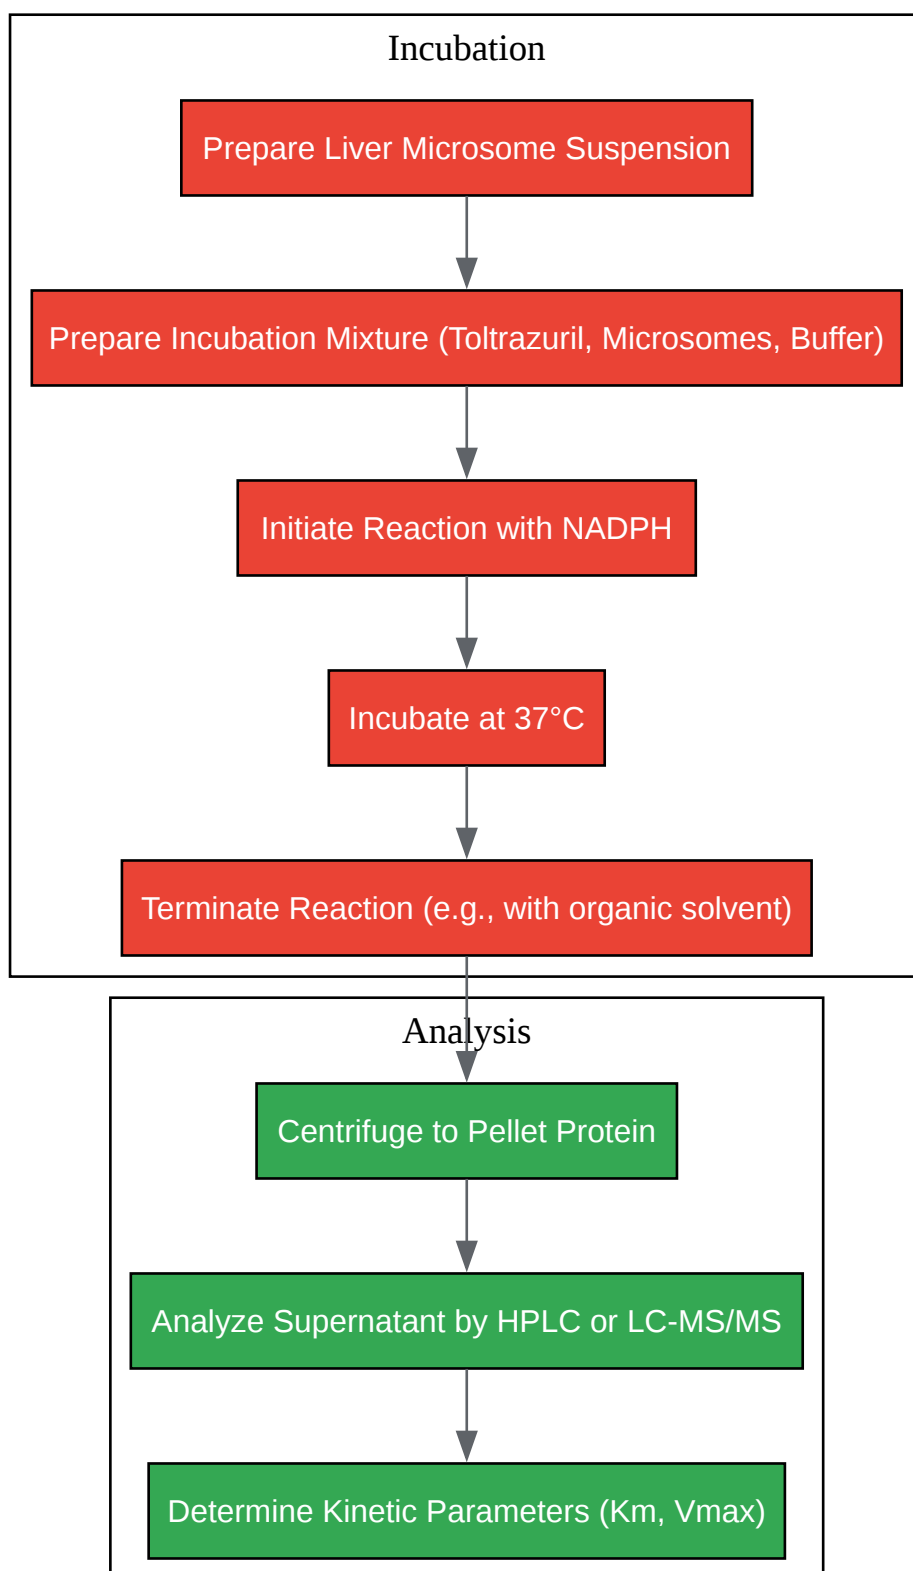 Incubation
Prepare Liver Microsome Suspension
Prepare Incubation Mixture (Toltrazuril, Microsomes, Buffer)
Initiate Reaction with NADPH
Incubate at 37°C
Terminate Reaction (e.g., with organic solvent)
Analysis
Centrifuge to Pellet Protein
Analyze Supernatant by HPLC or LC-MS/MS
Determine Kinetic Parameters (Km, Vmax)